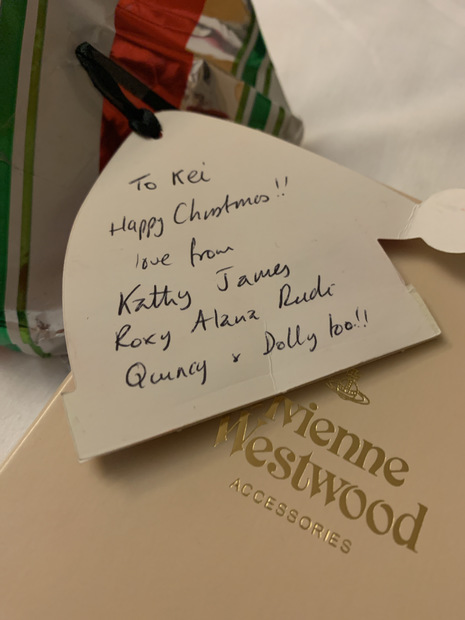 To Kei
Happy Christmas!!
love from
Kathy James
Roxy Alana Rudi
Quincy x Dolly too!!
Vivienne
Westwood
ACCESSORIES